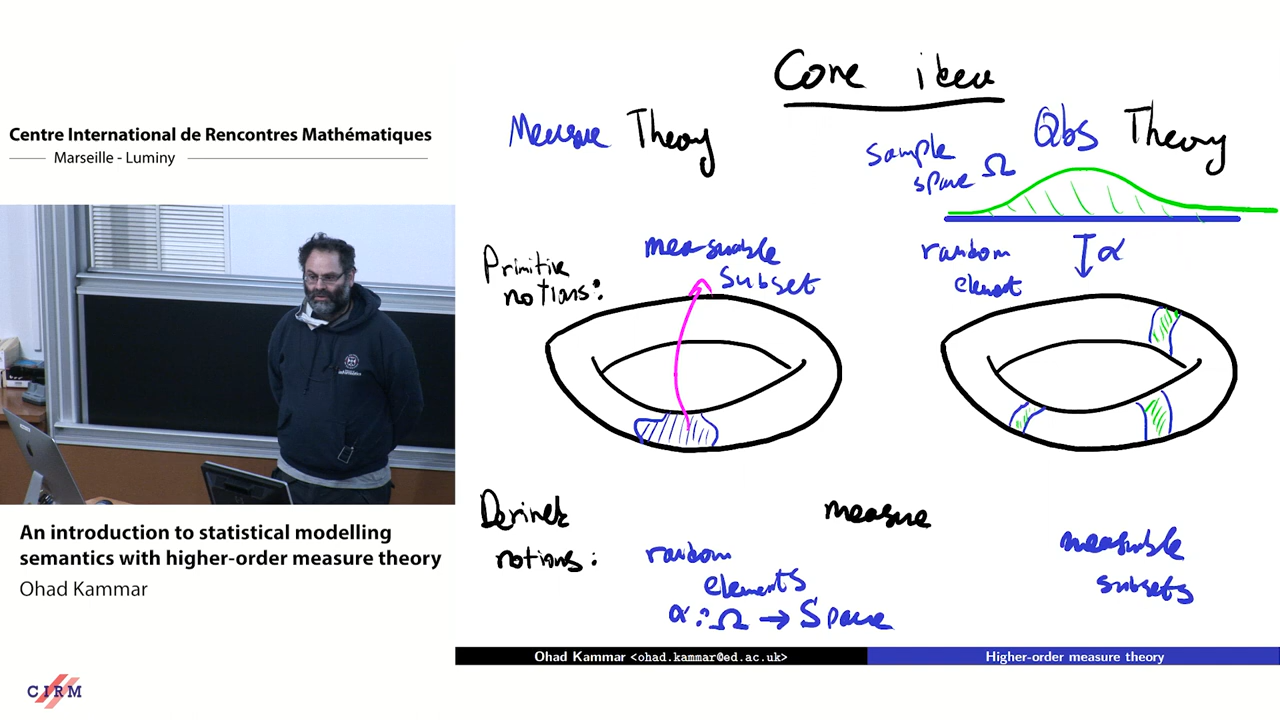 Centre International de Rencontres Mathématiques
Marseille - Luminy
An introduction to statistical modelling
semantics with higher-order measure theory
Ohad Kammar
CIRM
Core idea
Measure Theory
Qbs Theory
sample
space Ω
Primitive
notions:
measurable
subset
random
element
α
Derived
notions:
measure
random
elements
α : Ω → Space
measurable
subsets
Ohad Kammar <ohad.kammar@ed.ac.uk>
Higher-order measure theory